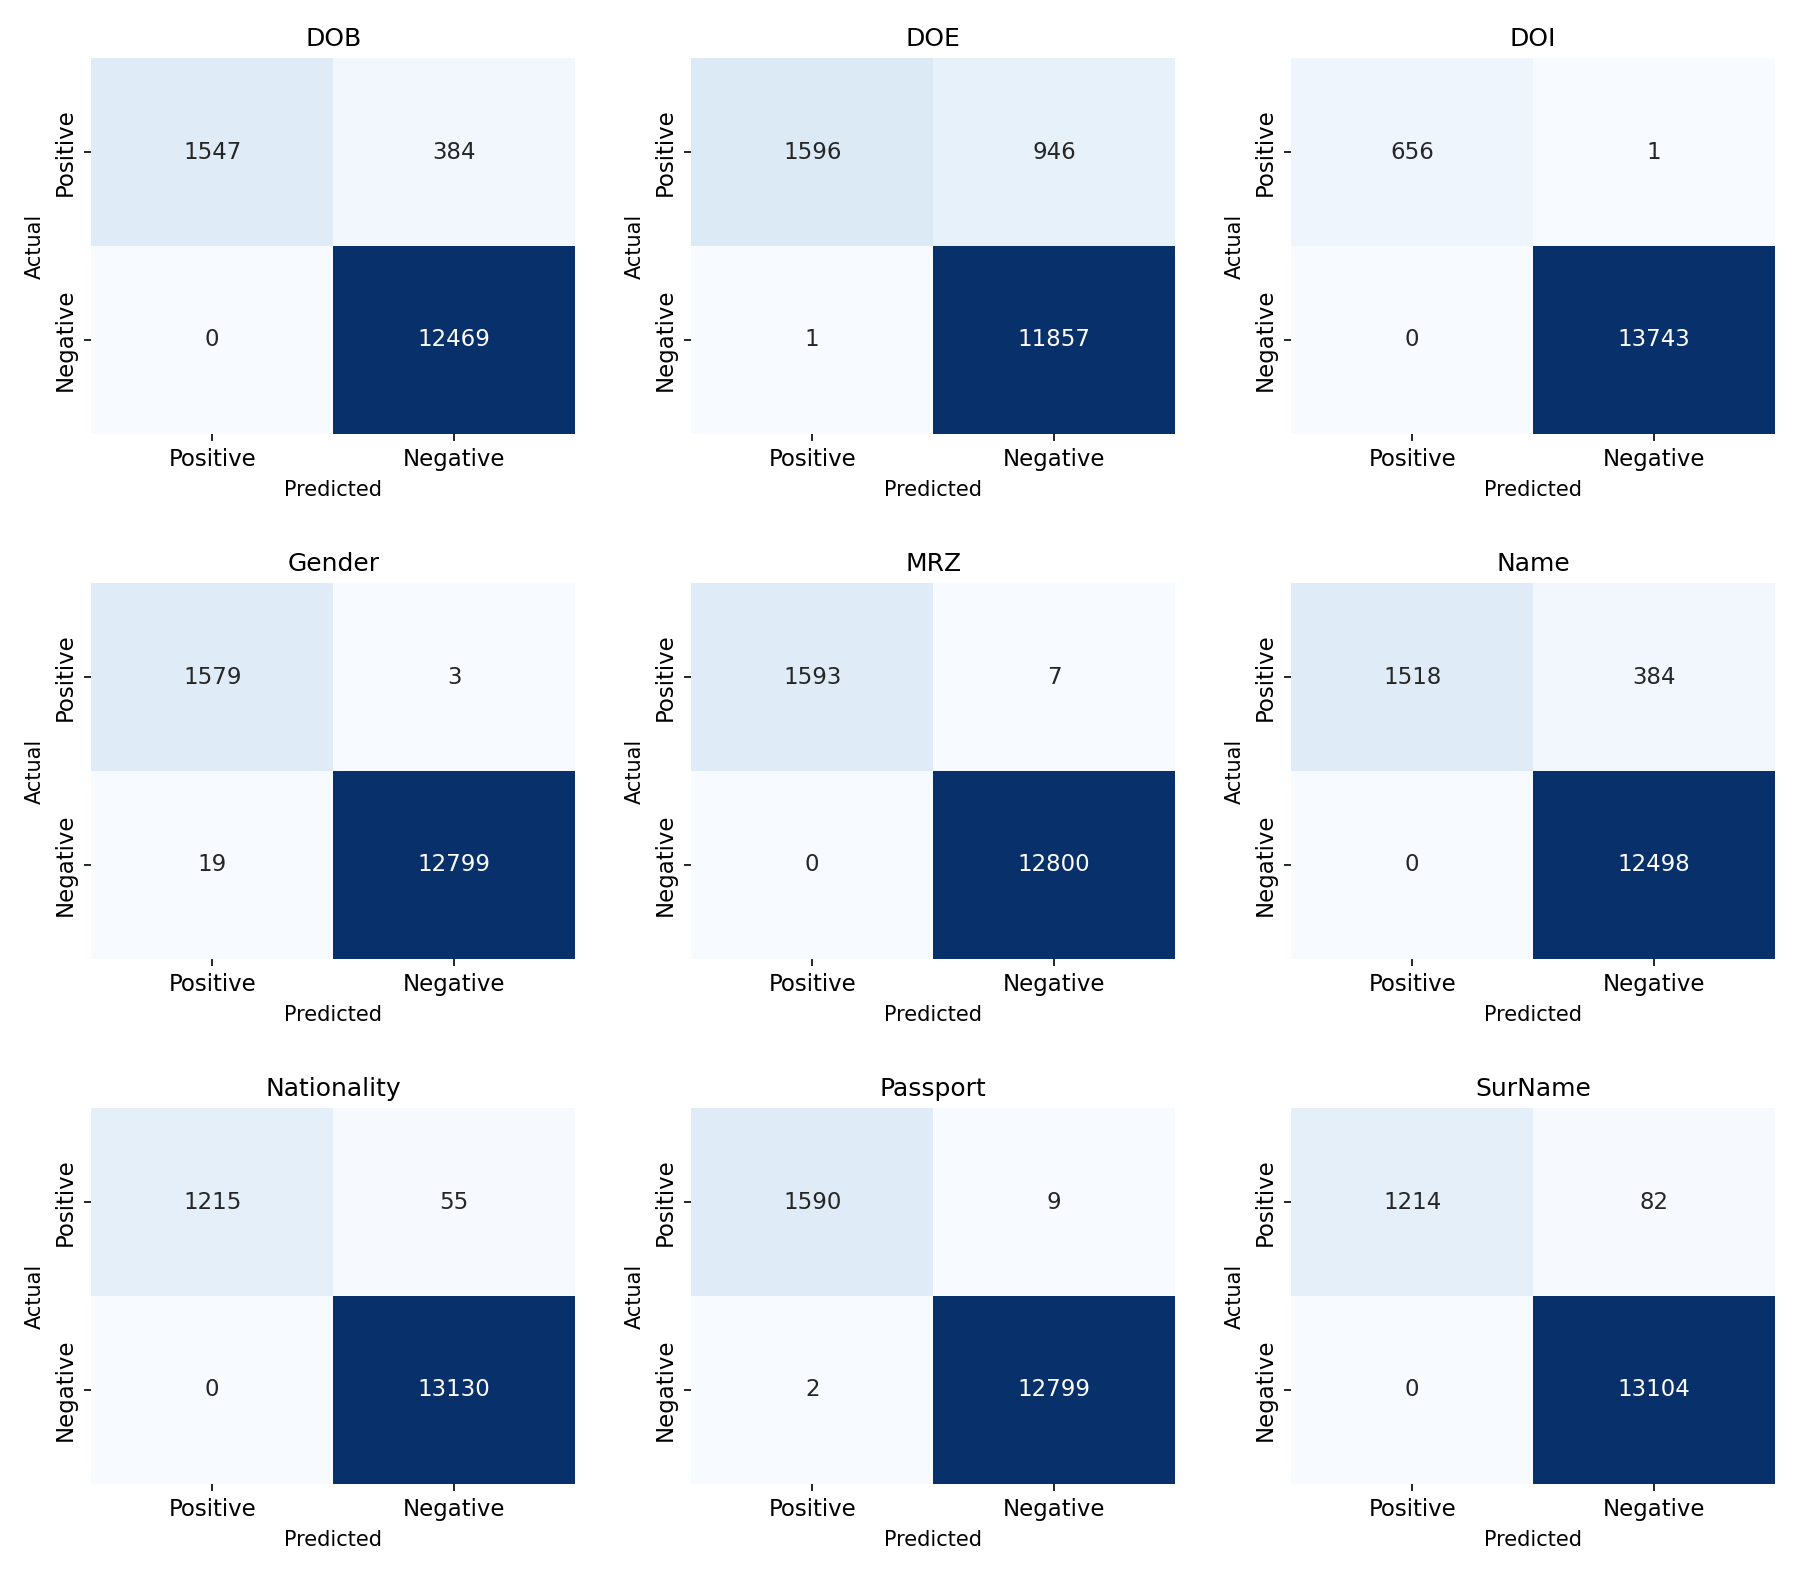 DOB
DOE
DOI
Actual
Positive
Negative
1547
384
0
12469
Positive
Negative
Predicted
Actual
Positive
Negative
1596
946
1
11857
Positive
Negative
Predicted
Actual
Positive
Negative
656
1
0
13743
Positive
Negative
Predicted
Gender
MRZ
Name
Actual
Positive
Negative
1579
3
19
12799
Positive
Negative
Predicted
Actual
Positive
Negative
1593
7
0
12800
Positive
Negative
Predicted
Actual
Positive
Negative
1518
384
0
12498
Positive
Negative
Predicted
Nationality
Passport
SurName
Actual
Positive
Negative
1215
55
0
13130
Positive
Negative
Predicted
Actual
Positive
Negative
1590
9
2
12799
Positive
Negative
Predicted
Actual
Positive
Negative
1214
82
0
13104
Positive
Negative
Predicted